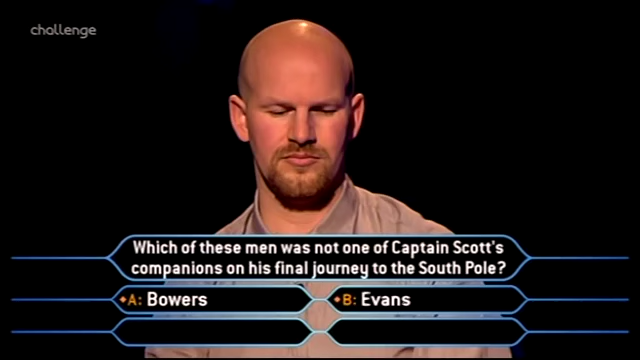 challenge
Which of these men was not one of Captain Scott's
companions on his final journey to the South Pole?
A: Bowers
B: Evans